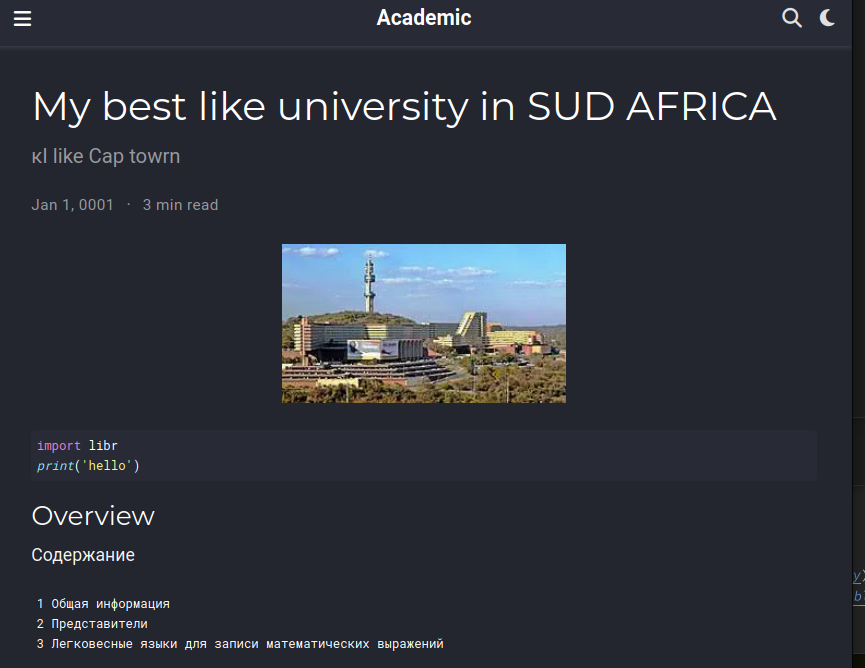 Academic
My best like university in SUD AFRICA
кI like Cap towrn
Jan 1, 0001 · 3 min read
import libr
print('hello')
Overview
Содержание
1 Общая информация
2 Представители
3 Легковесные языки для записи математических выражений
y)
b